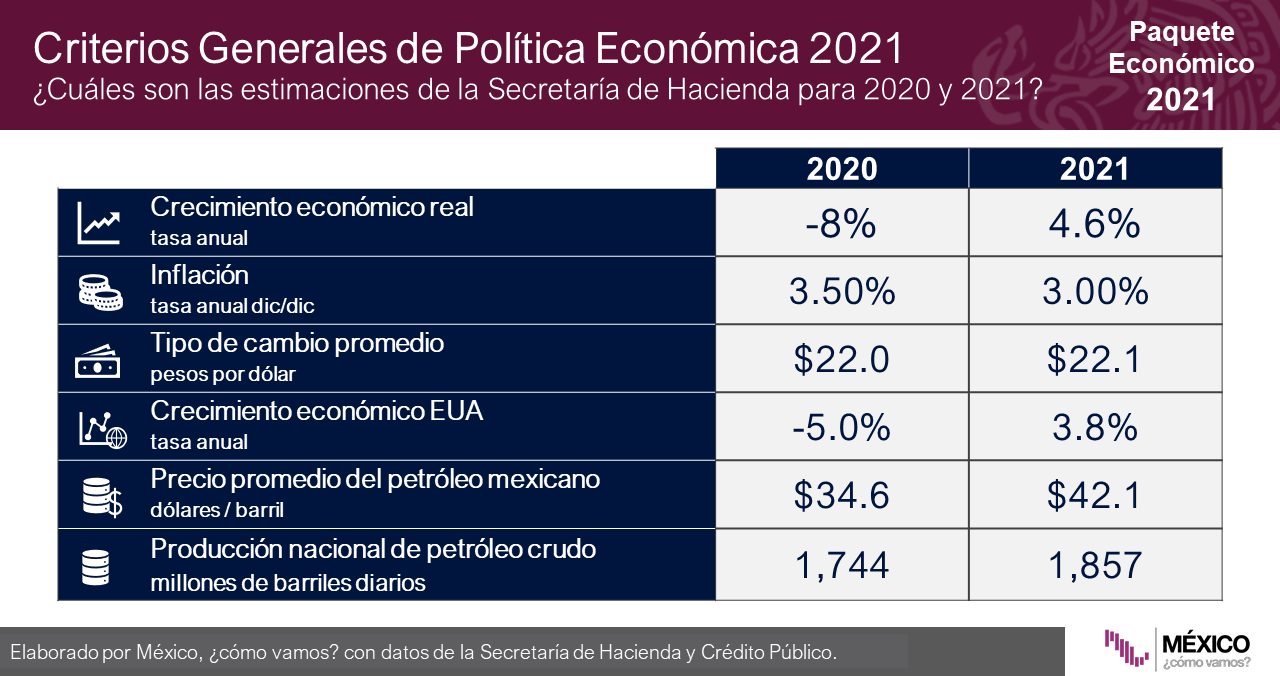 Criterios Generales de Política Económica 2021
¿Cuáles son las estimaciones de la Secretaría de Hacienda para 2020 y 2021?
Paquete
Económico
2021
2020 2021
Crecimiento económico real
tasa anual
-8% 4.6%
Inflación
tasa anual dic/dic
3.50% 3.00%
Tipo de cambio promedio
pesos por dólar
$22.0 $22.1
Crecimiento económico EUA
tasa anual
-5.0% 3.8%
Precio promedio del petróleo mexicano
dólares / barril
$34.6 $42.1
Producción nacional de petróleo crudo
millones de barriles diarios
1,744 1,857
Elaborado por México, ¿cómo vamos? con datos de la Secretaría de Hacienda y Crédito Público.
MÉXICO
¿cómo vamos?